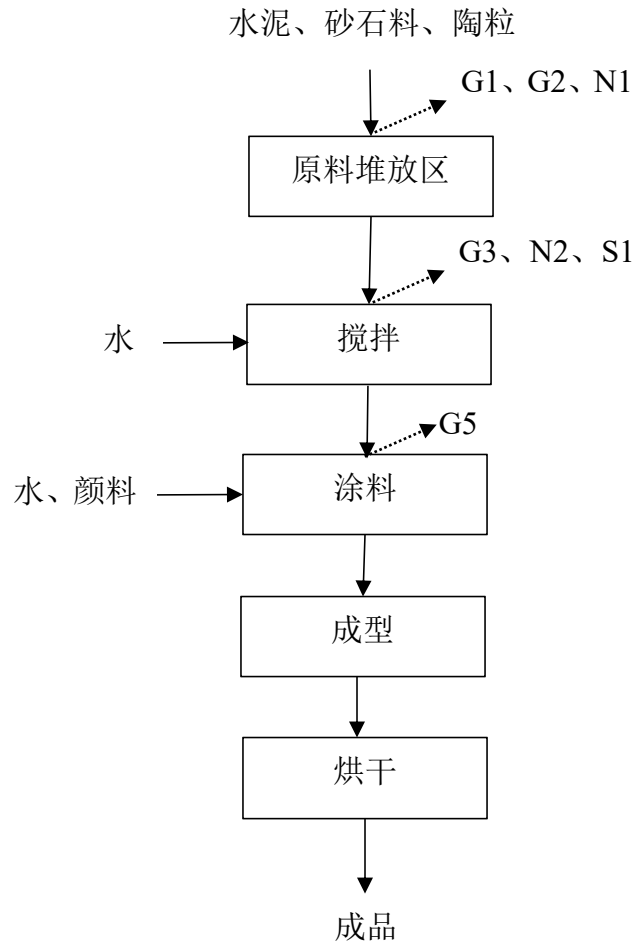 水泥、砂石料、陶粒
G1、G2、N1
原料堆放区
G3、N2、S1
水
搅拌
G5
水、颜料
涂料
成型
烘干
成品